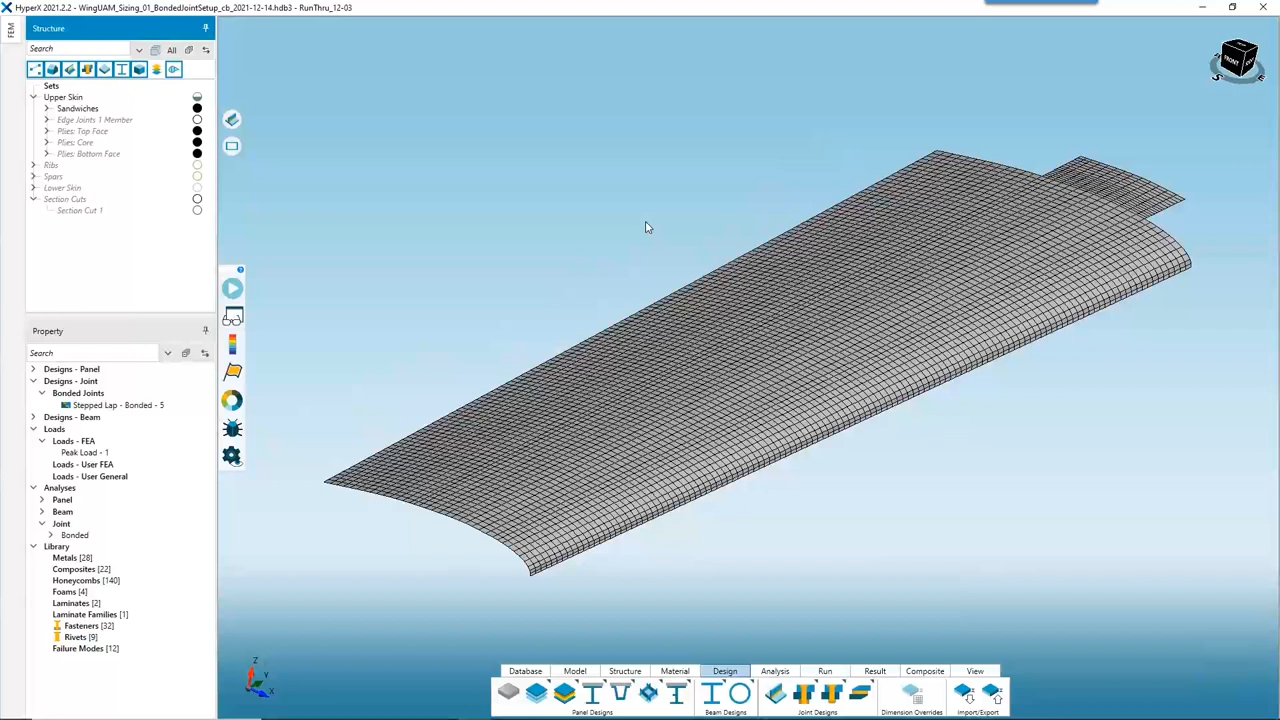 HyperX 2021.2.2 - WingUAM_Sizing_01_BondedJointSetup_cb_2021-12-14.hdb3 - RunThru_12-03
FEM
Structure
Search
All
Sets
Upper Skin
Sandwiches
Edge Joints 1 Member
Plies: Top Face
Plies: Core
Plies: Bottom Face
Ribs
Spars
Lower Skin
Section Cuts
Section Cut 1
Property
Search
Designs - Panel
Designs - Joint
Bonded Joints
Stepped Lap - Bonded - 5
Designs - Beam
Loads
Loads - FEA
Peak Load - 1
Loads - User FEA
Loads - User General
Analyses
Panel
Beam
Joint
Bonded
Library
Metals [28]
Composites [22]
Honeycombs [140]
Foams [4]
Laminates [2]
Laminate Families [1]
Fasteners [32]
Rivets [9]
Failure Modes [12]
FRONT
Z
Y
X
Database Model Structure Material Design Analysis Run Result Composite View
Panel Designs Beam Designs Joint Designs Dimension Overrides Import/Export